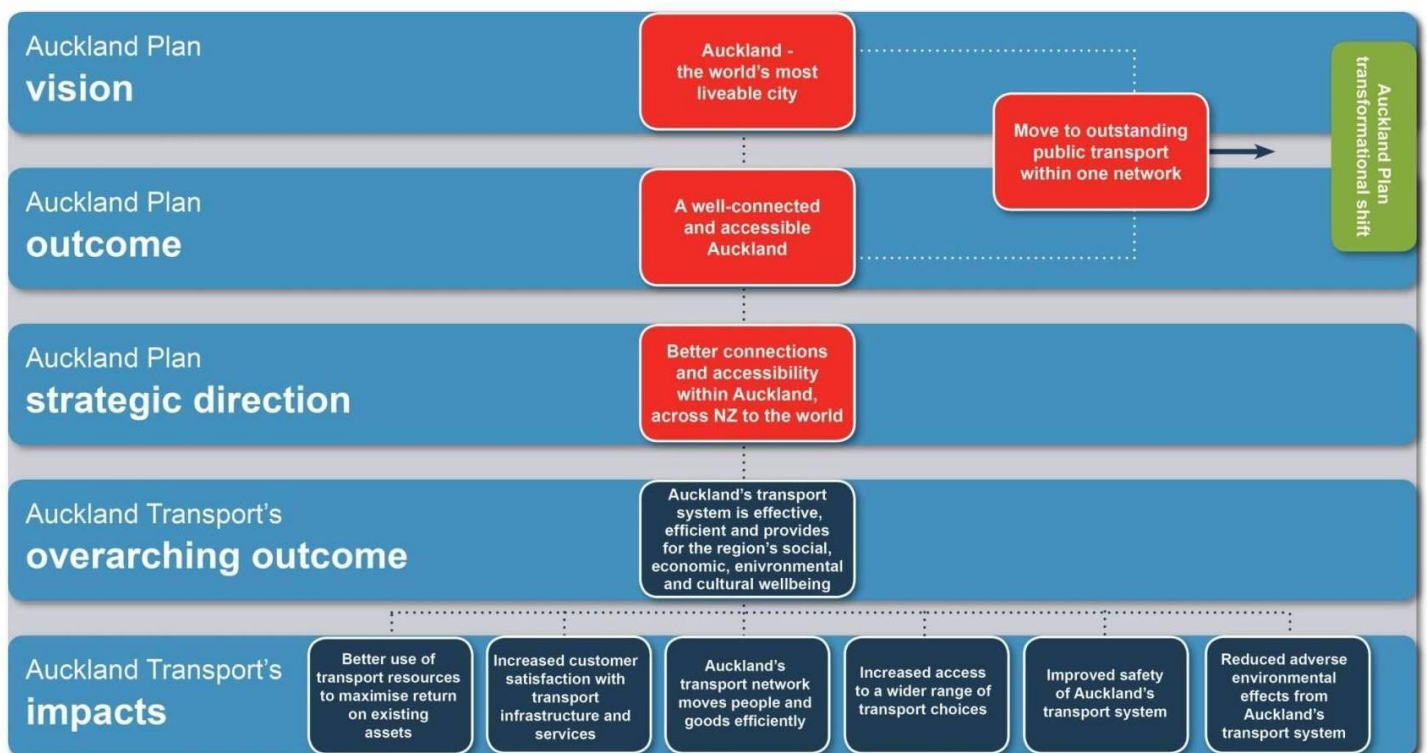 Auckland Plan
vision
Auckland -
the world's most
liveable city
Move to outstanding
public transport
within one network
Auckland Plan
transformational shift
Auckland Plan
outcome
A well-connected
and accessible
Auckland
Auckland Plan
strategic direction
Better connections
and accessibility
within Auckland,
across NZ to the world
Auckland Transport's
overarching outcome
Auckland's transport
system is effective,
efficient and provides
for the region's social,
economic, enivronmental
and cultural wellbeing
Auckland Transport's
impacts
Better use of
transport resources
to maximise return
on existing
assets
Increased customer
satisfaction with
transport
infrastructure and
services
Auckland's
transport network
moves people and
goods efficiently
Increased access
to a wider range of
transport choices
Improved safety
of Auckland's
transport system
Reduced adverse
environmental
effects from
Auckland's
transport system